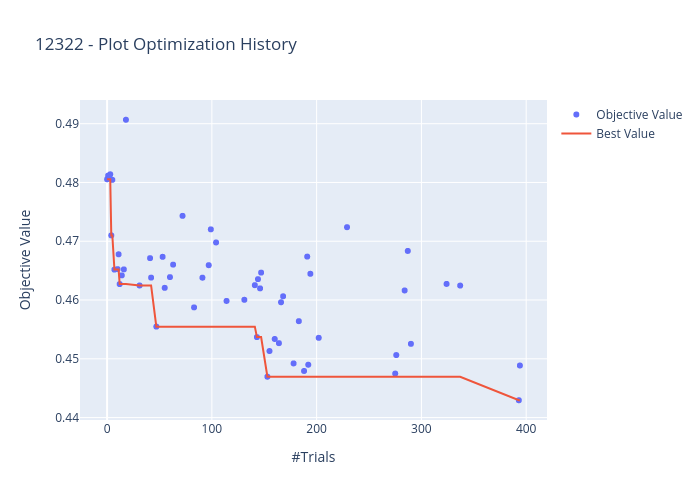 12322 - Plot Optimization History
Objective Value
Best Value
0.49
0.48
0.47
0.46
0.45
0.44
Objective Value
0
100
200
300
400
#Trials